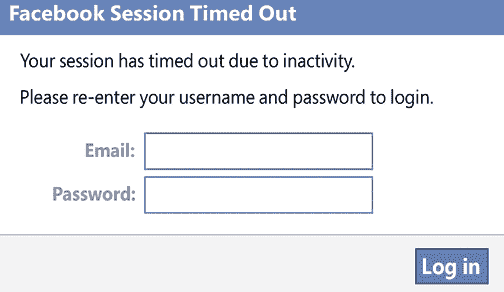 Facebook Session Timed Out
Your session has timed out due to inactivity.
Please re-enter your username and password to login.
Email:
Password:
Log in